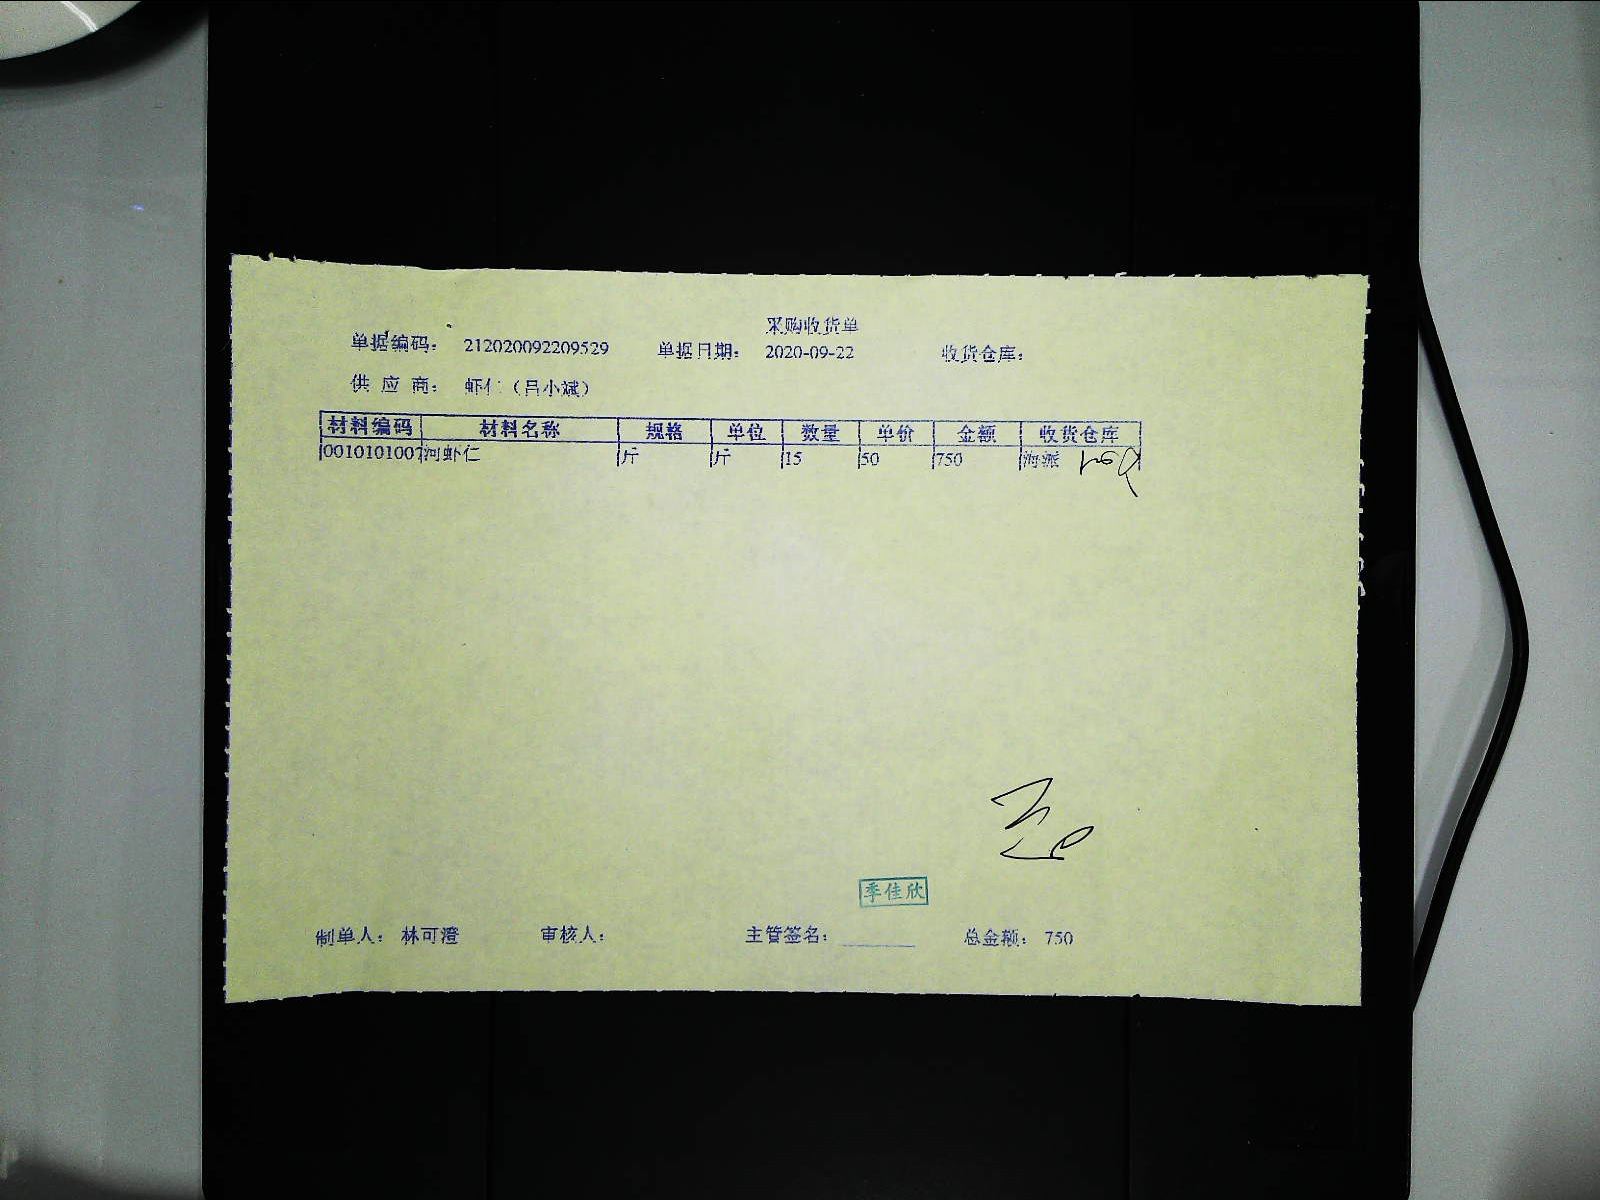 采购收货单
单据编码： 212020092209529 单据日期： 2020-09-22 收货仓库：
供 应 商： 虾仁（吕小斌）
材料编码 材料名称 规格 单位 数量 单价 金额 收货仓库
0010101007 河虾仁 斤 斤 15 50 750 海派
季佳欣
制单人： 林可澄 审核人： 主管签名： 总金额： 750